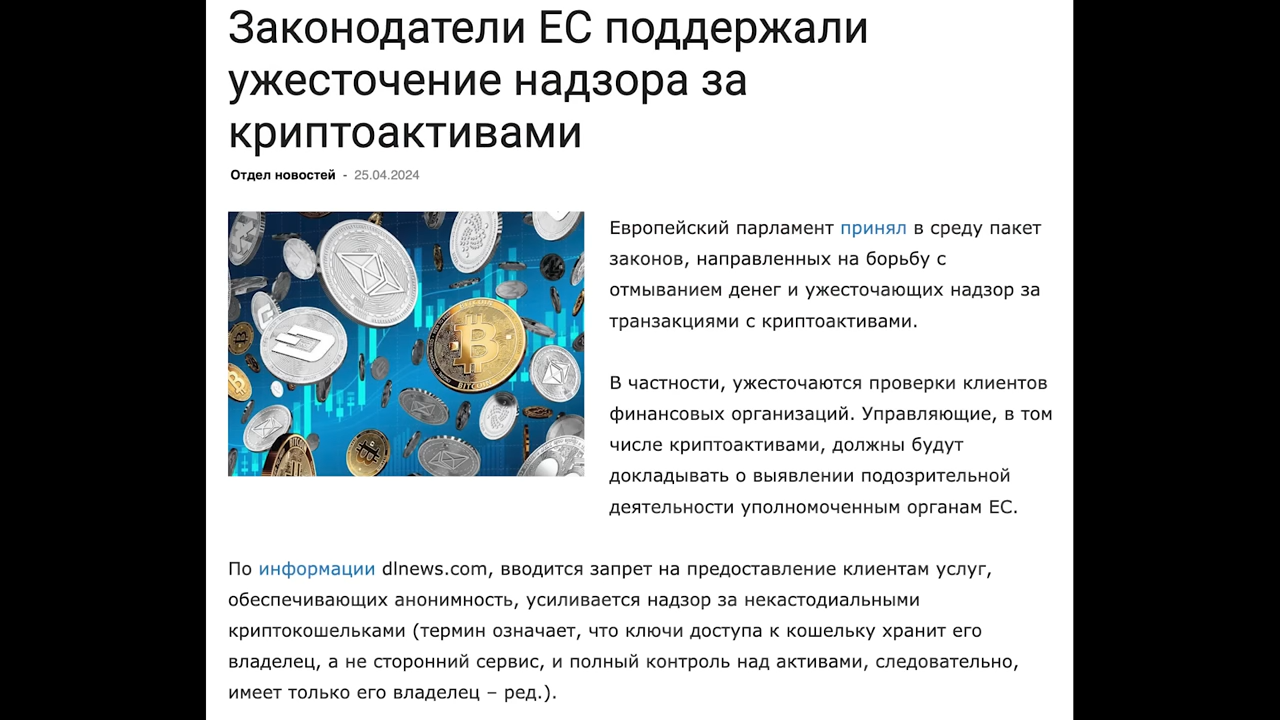 Законодатели ЕС поддержали
ужесточение надзора за
криптоактивами
Отдел новостей - 25.04.2024
Европейский парламент принял в среду пакет
законов, направленных на борьбу с
отмыванием денег и ужесточающих надзор за
транзакциями с криптоактивами.
В частности, ужесточаются проверки клиентов
финансовых организаций. Управляющие, в том
числе криптоактивами, должны будут
докладывать о выявлении подозрительной
деятельности уполномоченным органам ЕС.
По информации dlnews.com, вводится запрет на предоставление клиентам услуг,
обеспечивающих анонимность, усиливается надзор за некастодиальными
криптокошельками (термин означает, что ключи доступа к кошельку хранит его
владелец, а не сторонний сервис, и полный контроль над активами, следовательно,
имеет только его владелец – ред.).